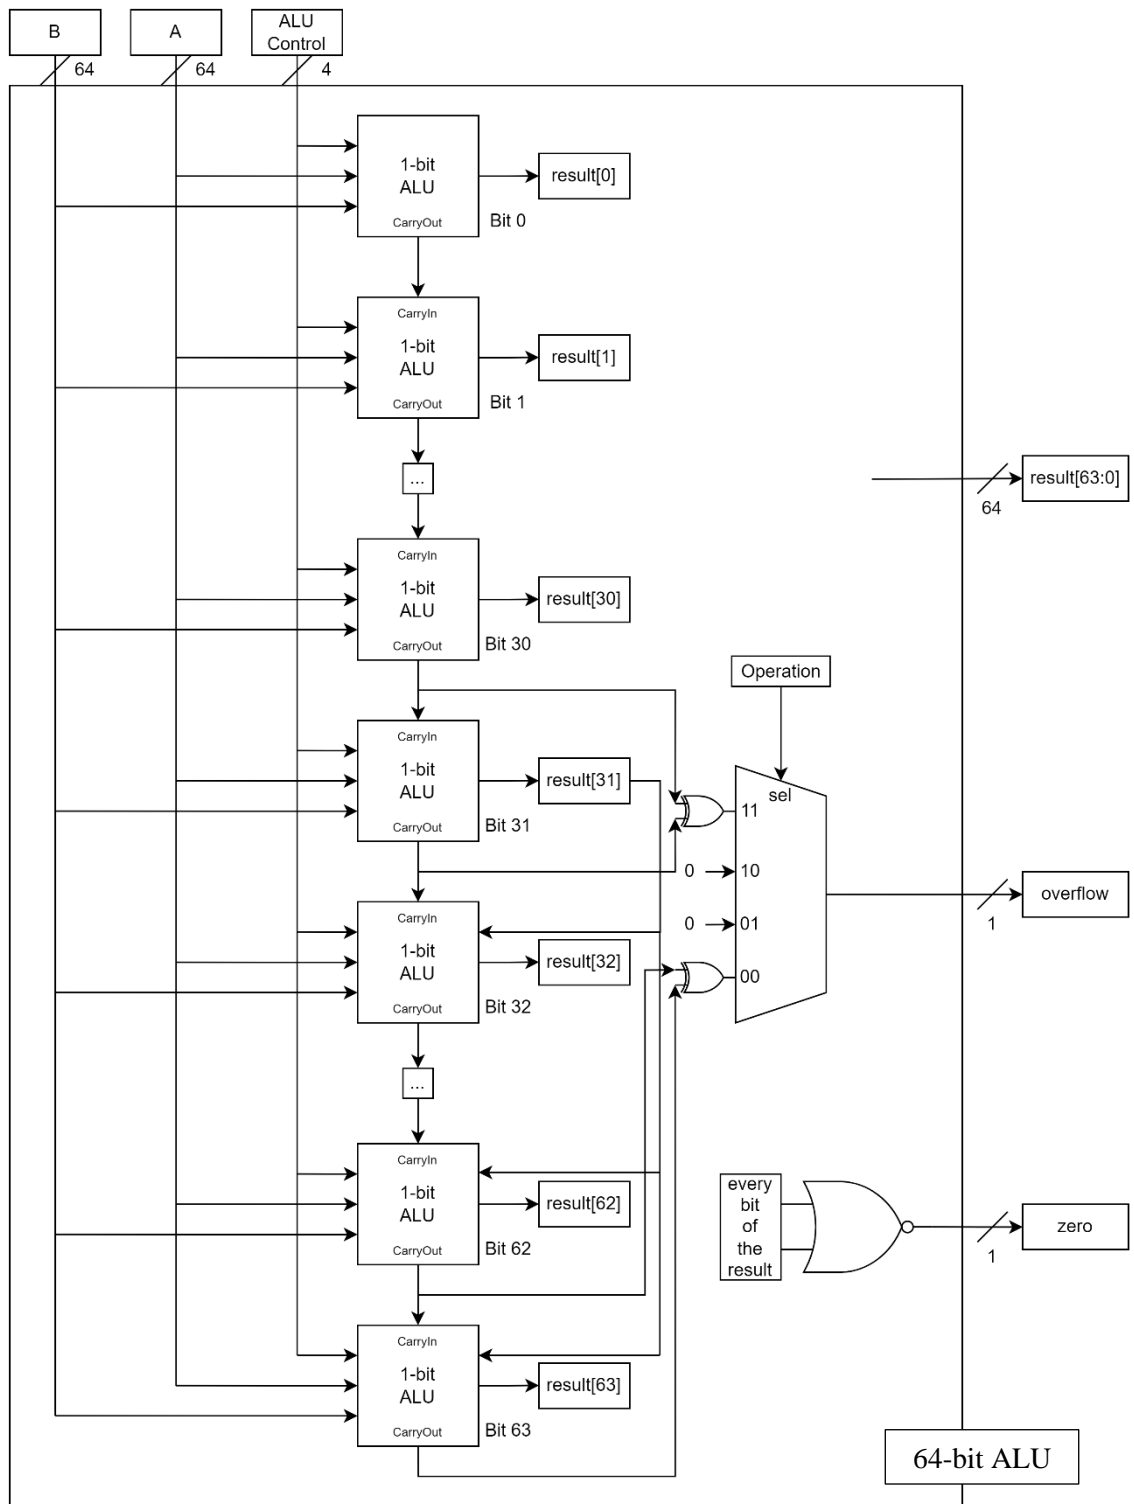 B
A
ALU
Control
64
64
4
1-bit
ALU
CarryOut
result[0]
Bit 0
CarryIn
1-bit
ALU
CarryOut
result[1]
Bit 1
...
result[63:0]
64
CarryIn
1-bit
ALU
CarryOut
result[30]
Bit 30
Operation
CarryIn
1-bit
ALU
CarryOut
result[31]
Bit 31
sel
11
0
10
0
01
00
overflow
1
CarryIn
1-bit
ALU
CarryOut
result[32]
Bit 32
...
CarryIn
1-bit
ALU
CarryOut
result[62]
Bit 62
every
bit
of
the
result
zero
1
CarryIn
1-bit
ALU
CarryOut
result[63]
Bit 63
64-bit ALU